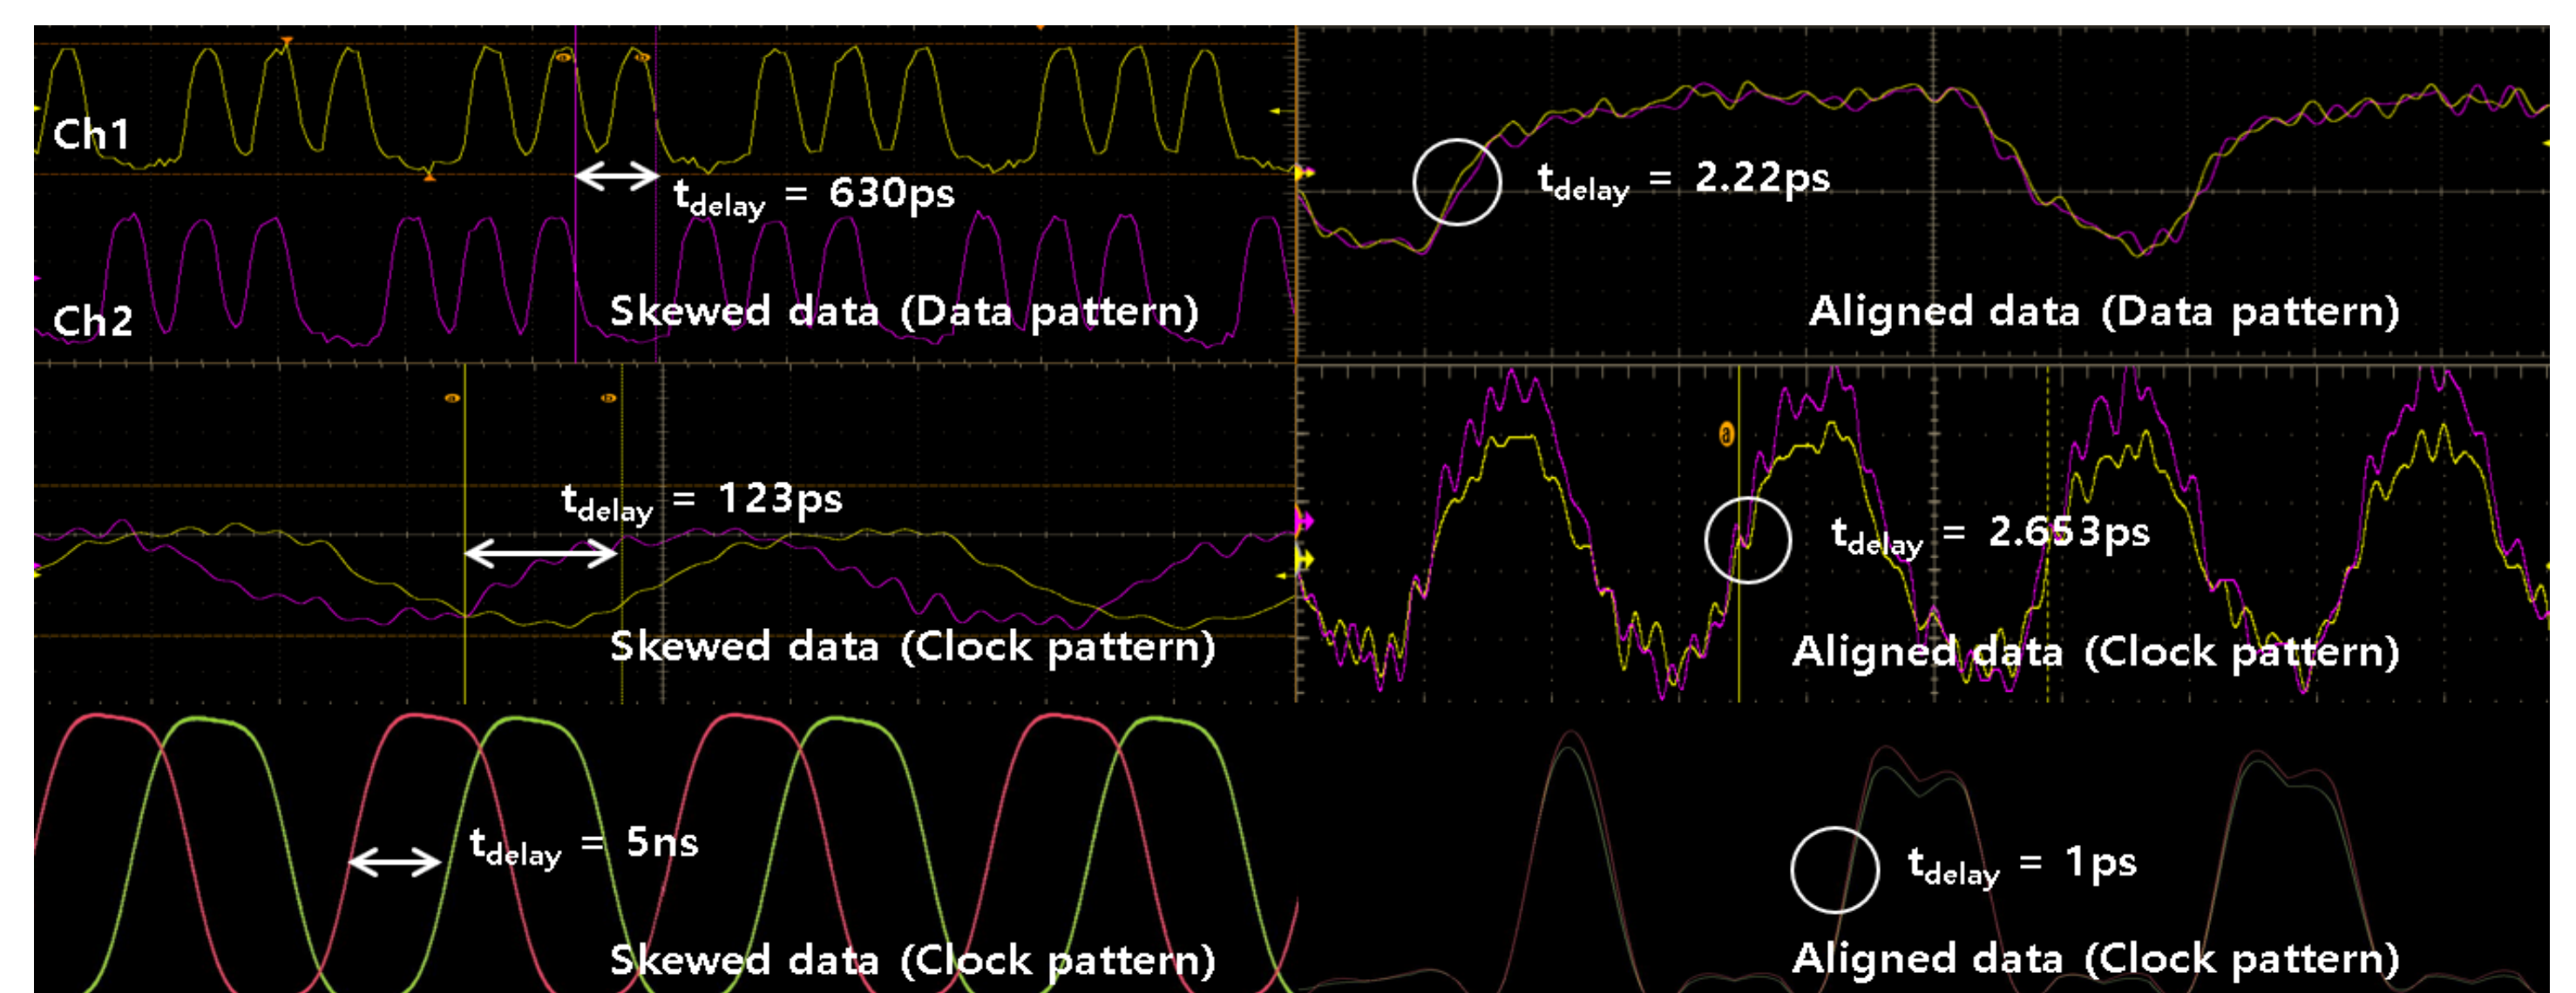 Ch1
tdelay = 630ps
Ch2
Skewed data (Data pattern)
tdelay = 2.22ps
Aligned data (Data pattern)
a
b
tdelay = 123ps
Skewed data (Clock pattern)
a
tdelay = 2.653ps
Aligned data (Clock pattern)
tdelay = 5ns
Skewed data (Clock pattern)
tdelay = 1ps
Aligned data (Clock pattern)